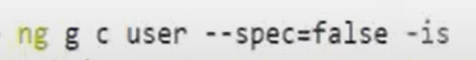 ng g c user --spec=false -is